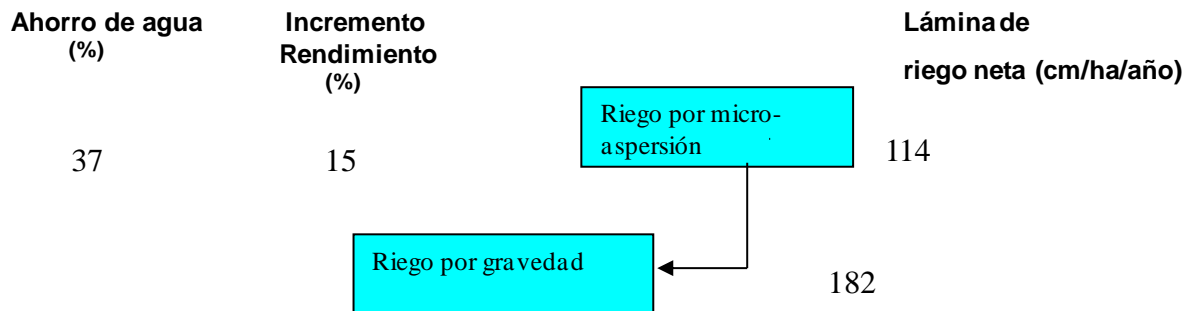 Ahorro de agua
(%)
Incremento
Rendimiento
(%)
Lámina de
riego neta (cm/ha/año)
Riego por micro-
aspersión
37
15
114
Riego por gravedad
182